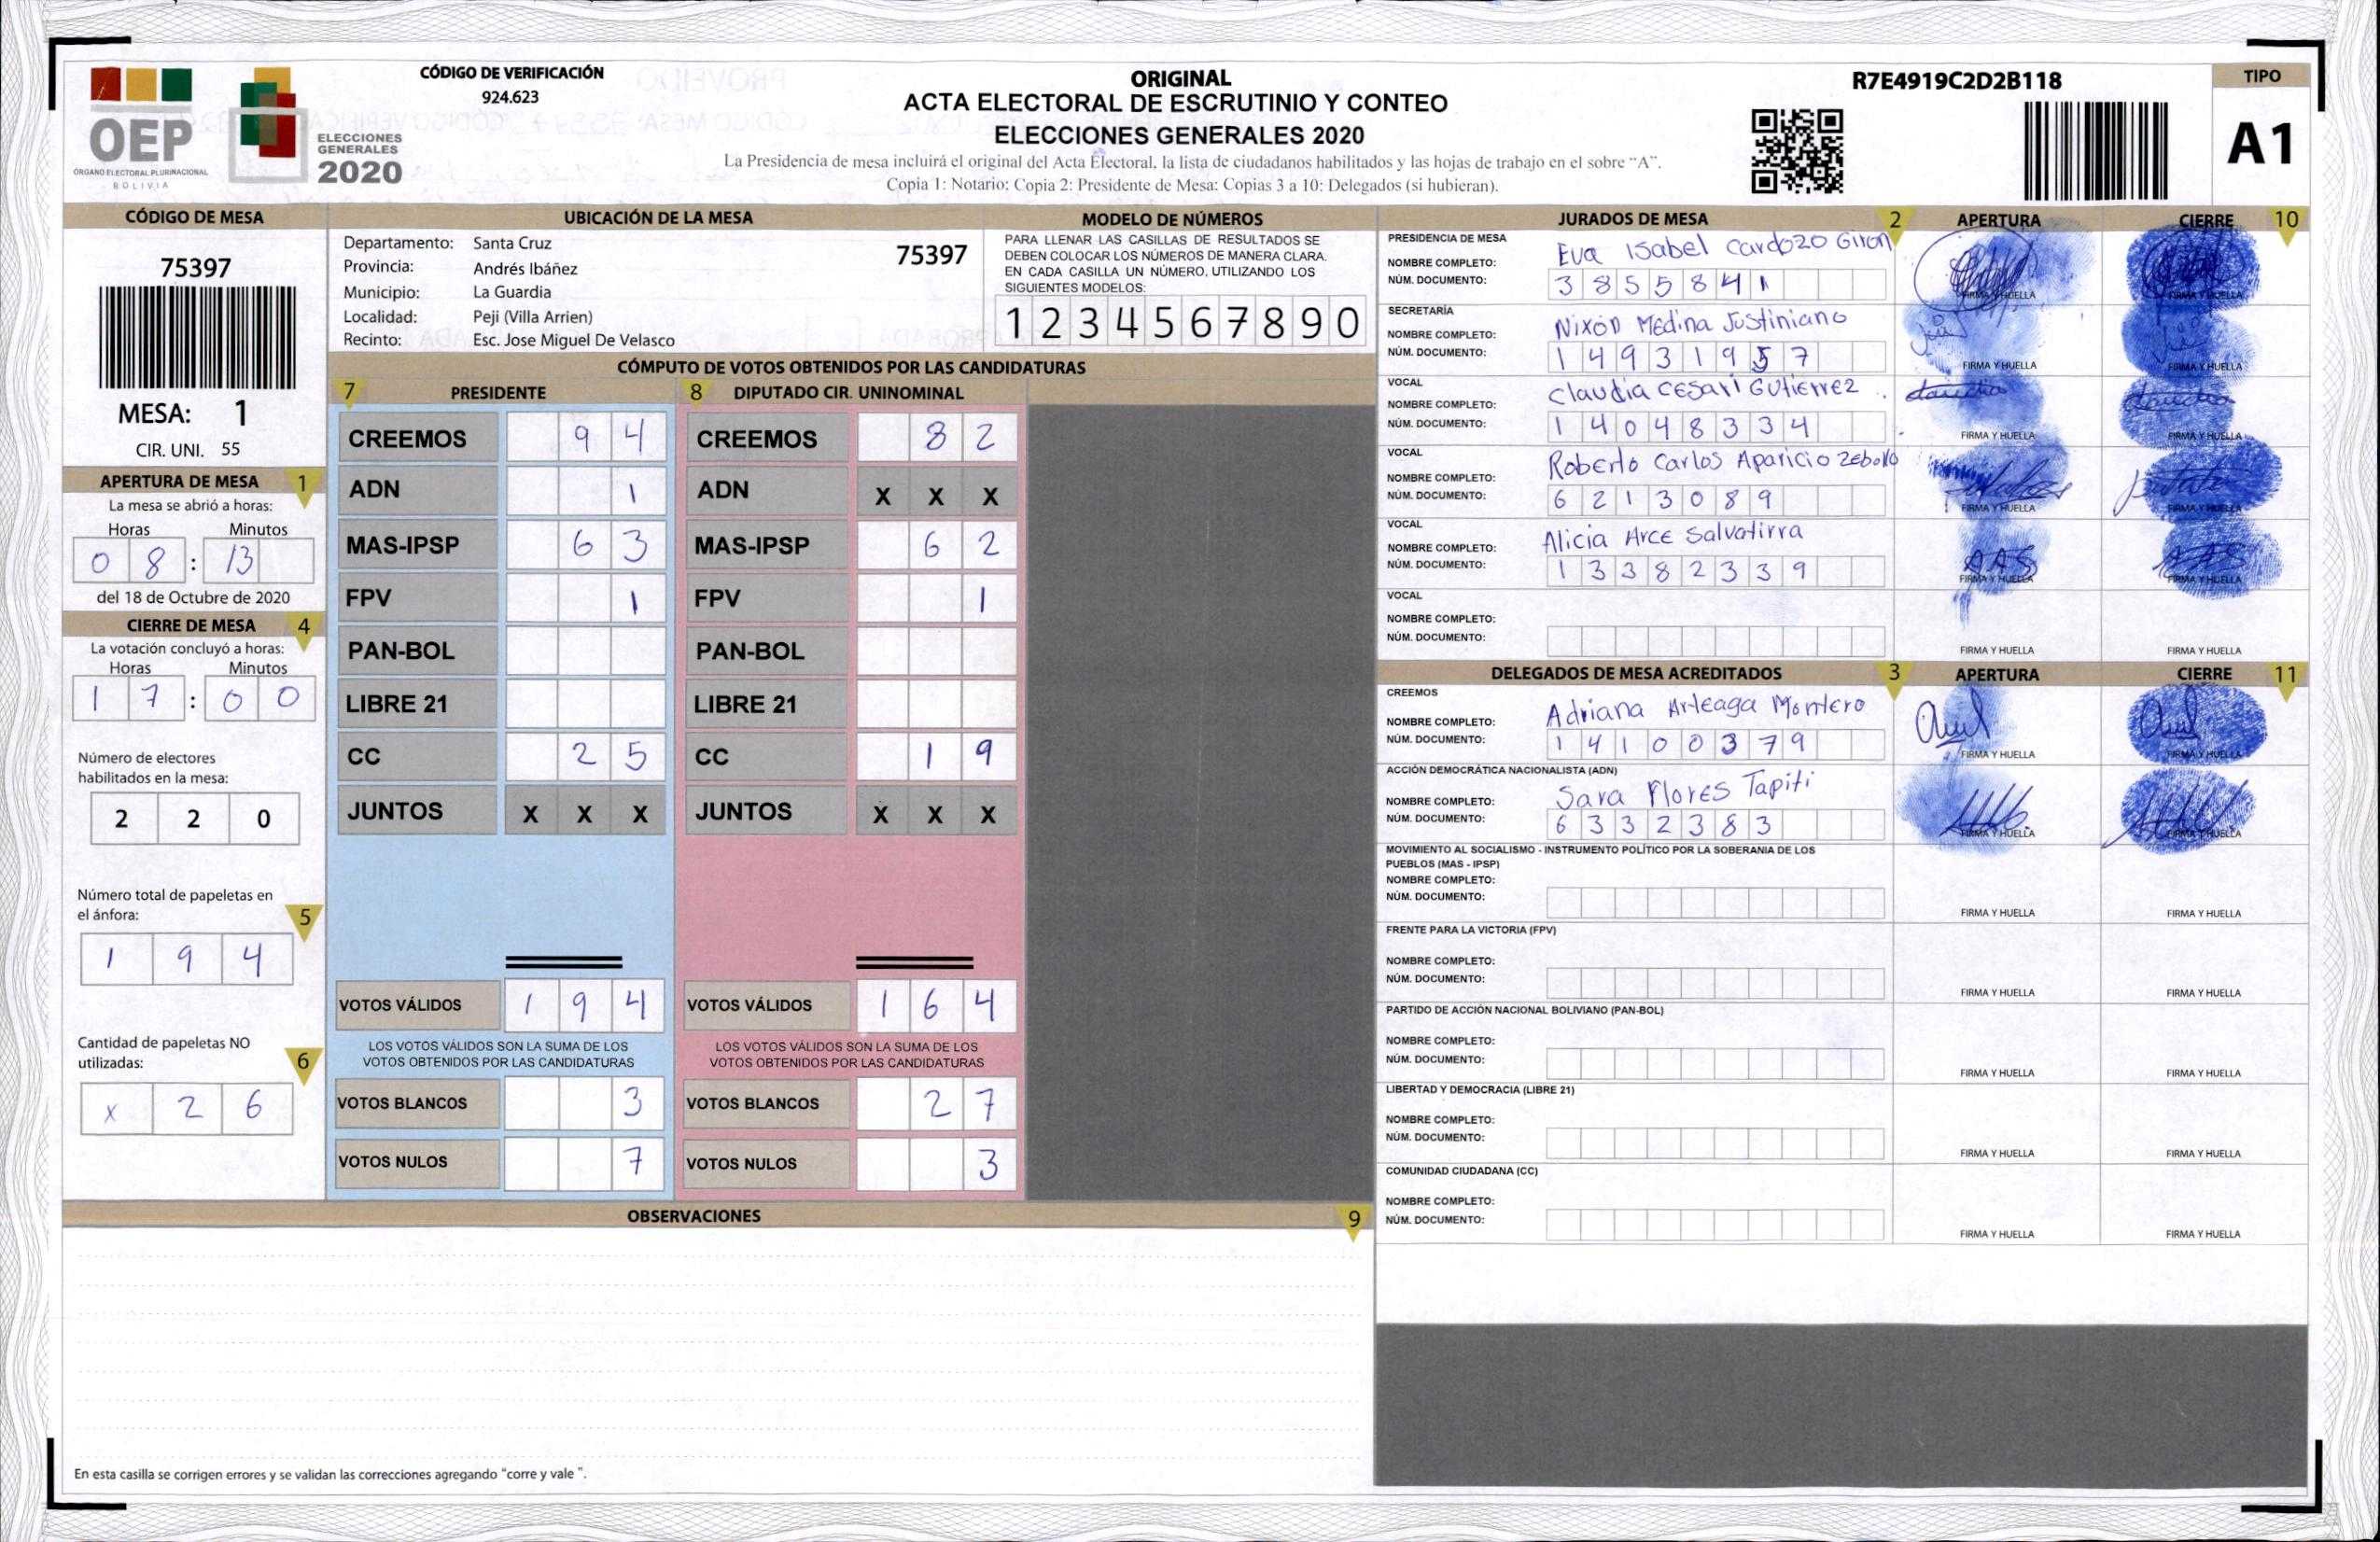 CÓDIGO DE VERIFICACIÓN
924.623
OEP
ÓRGANO ELECTORAL PLURINACIONAL
BOLIVIA
ELECCIONES
GENERALES
2020
ORIGINAL
ACTA ELECTORAL DE ESCRUTINIO Y CONTEO
ELECCIONES GENERALES 2020
La Presidencia de mesa incluirá el original del Acta Electoral, la lista de ciudadanos habilitados y las hojas de trabajo en el sobre "A".
Copia 1: Notario; Copia 2: Presidente de Mesa; Copias 3 a 10: Delegados (si hubieran).
R7E4919C2D2B118
TIPO
A1
CÓDIGO DE MESA
75397
MESA: 1
CIR. UNI. 55
APERTURA DE MESA 1
La mesa se abrió a horas:
Horas Minutos
0 8 : 13
del 18 de Octubre de 2020
CIERRE DE MESA 4
La votación concluyó a horas:
Horas Minutos
1 7 : 0 0
Número de electores
habilitados en la mesa:
2 2 0
Número total de papeletas en
el ánfora: 5
1 9 4
Cantidad de papeletas NO
utilizadas: 6
x 2 6
UBICACIÓN DE LA MESA
Departamento: Santa Cruz 75397
Provincia: Andrés Ibáñez
Municipio: La Guardia
Localidad: Peji (Villa Arrien)
Recinto: Esc. Jose Miguel De Velasco
MODELO DE NÚMEROS
PARA LLENAR LAS CASILLAS DE RESULTADOS SE
DEBEN COLOCAR LOS NÚMEROS DE MANERA CLARA.
EN CADA CASILLA UN NÚMERO, UTILIZANDO LOS
SIGUIENTES MODELOS:
1 2 3 4 5 6 7 8 9 0
CÓMPUTO DE VOTOS OBTENIDOS POR LAS CANDIDATURAS
7 PRESIDENTE 8 DIPUTADO CIR. UNINOMINAL
CREEMOS 9 4 CREEMOS 8 2
ADN 1 ADN X X X
MAS-IPSP 6 3 MAS-IPSP 6 2
FPV 1 FPV 1
PAN-BOL PAN-BOL
LIBRE 21 LIBRE 21
CC 2 5 CC 1 9
JUNTOS X X X JUNTOS X X X
VOTOS VÁLIDOS 1 9 4 VOTOS VÁLIDOS 1 6 4
LOS VOTOS VÁLIDOS SON LA SUMA DE LOS LOS VOTOS VÁLIDOS SON LA SUMA DE LOS
VOTOS OBTENIDOS POR LAS CANDIDATURAS VOTOS OBTENIDOS POR LAS CANDIDATURAS
VOTOS BLANCOS 3 VOTOS BLANCOS 2 7
VOTOS NULOS 7 VOTOS NULOS 3
OBSERVACIONES 9
En esta casilla se corrigen errores y se validan las correcciones agregando "corre y vale ".
JURADOS DE MESA 2 APERTURA CIERRE 10
PRESIDENCIA DE MESA
NOMBRE COMPLETO: Eva Isabel Cardozo Giron
NÚM. DOCUMENTO: 3 8 5 5 8 4 1
FIRMA Y HUELLA FIRMA Y HUELLA
SECRETARÍA
NOMBRE COMPLETO: Nixon Medina Justiniano
NÚM. DOCUMENTO: 1 4 9 3 1 9 5 7
FIRMA Y HUELLA FIRMA Y HUELLA
VOCAL
NOMBRE COMPLETO: Claudia Cesari Gutierrez
NÚM. DOCUMENTO: 1 4 0 4 8 3 3 4
FIRMA Y HUELLA FIRMA Y HUELLA
VOCAL
NOMBRE COMPLETO: Roberto Carlos Aparicio
NÚM. DOCUMENTO: 6 2 1 3 0 8 9
FIRMA Y HUELLA FIRMA Y HUELLA
VOCAL
NOMBRE COMPLETO: Alicia Arce Salvatirra
NÚM. DOCUMENTO: 1 3 3 8 2 3 3 9
FIRMA Y HUELLA FIRMA Y HUELLA
VOCAL
NOMBRE COMPLETO:
NÚM. DOCUMENTO:
FIRMA Y HUELLA FIRMA Y HUELLA
DELEGADOS DE MESA ACREDITADOS 3 APERTURA CIERRE 11
CREEMOS
NOMBRE COMPLETO: Adriana Arteaga Montero
NÚM. DOCUMENTO: 1 4 1 0 0 3 7 9
FIRMA Y HUELLA FIRMA Y HUELLA
ACCIÓN DEMOCRÁTICA NACIONALISTA (ADN)
NOMBRE COMPLETO: Sara Flores Tapiti
NÚM. DOCUMENTO: 6 3 3 2 3 8 3
FIRMA Y HUELLA FIRMA Y HUELLA
MOVIMIENTO AL SOCIALISMO - INSTRUMENTO POLÍTICO POR LA SOBERANIA DE LOS
PUEBLOS (MAS - IPSP)
NOMBRE COMPLETO:
NÚM. DOCUMENTO:
FIRMA Y HUELLA FIRMA Y HUELLA
FRENTE PARA LA VICTORIA (FPV)
NOMBRE COMPLETO:
NÚM. DOCUMENTO:
FIRMA Y HUELLA FIRMA Y HUELLA
PARTIDO DE ACCIÓN NACIONAL BOLIVIANO (PAN-BOL)
NOMBRE COMPLETO:
NÚM. DOCUMENTO:
FIRMA Y HUELLA FIRMA Y HUELLA
LIBERTAD Y DEMOCRACIA (LIBRE 21)
NOMBRE COMPLETO:
NÚM. DOCUMENTO:
FIRMA Y HUELLA FIRMA Y HUELLA
COMUNIDAD CIUDADANA (CC)
NOMBRE COMPLETO:
NÚM. DOCUMENTO:
FIRMA Y HUELLA FIRMA Y HUELLA